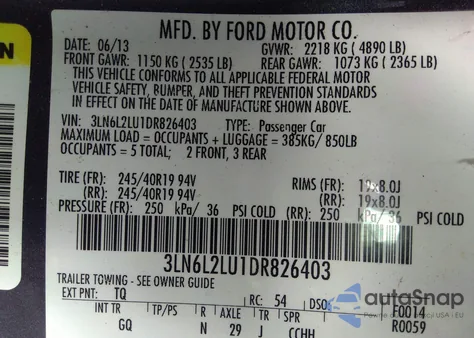 MFD. BY FORD MOTOR CO.
DATE: 06/13 GVWR: 2218 KG ( 4890 LB)
FRONT GAWR: 1150 KG ( 2535 LB) REAR GAWR: 1073 KG ( 2365 LB)
THIS VEHICLE CONFORMS TO ALL APPLICABLE FEDERAL MOTOR
VEHICLE SAFETY, BUMPER, AND THEFT PREVENTION STANDARDS
IN EFFECT ON THE DATE OF MANUFACTURE SHOWN ABOVE.
VIN: 3LN6L2LU1DR826403 TYPE: Passenger Car
MAXIMUM LOAD = OCCUPANTS + LUGGAGE = 385KG/ 850LB
OCCUPANTS = 5 TOTAL; 2 FRONT, 3 REAR
TIRE (FR): 245/40R19 94V RIMS (FR): 19x8.0J
(RR): 245/40R19 94V (RR): 19x8.0J
PRESSURE (FR): 250 kPa/ 36 PSI COLD (RR): 250 kPa/ 36 PSI COLD
3LN6L2LU1DR826403
TRAILER TOWING - SEE OWNER GUIDE
EXT PNT: TQ RC: 54 DSO:
INT TR TP/PS R AXLE TR SPR F0014
GQ N 29 J CCHH R0059
N
autoSnap